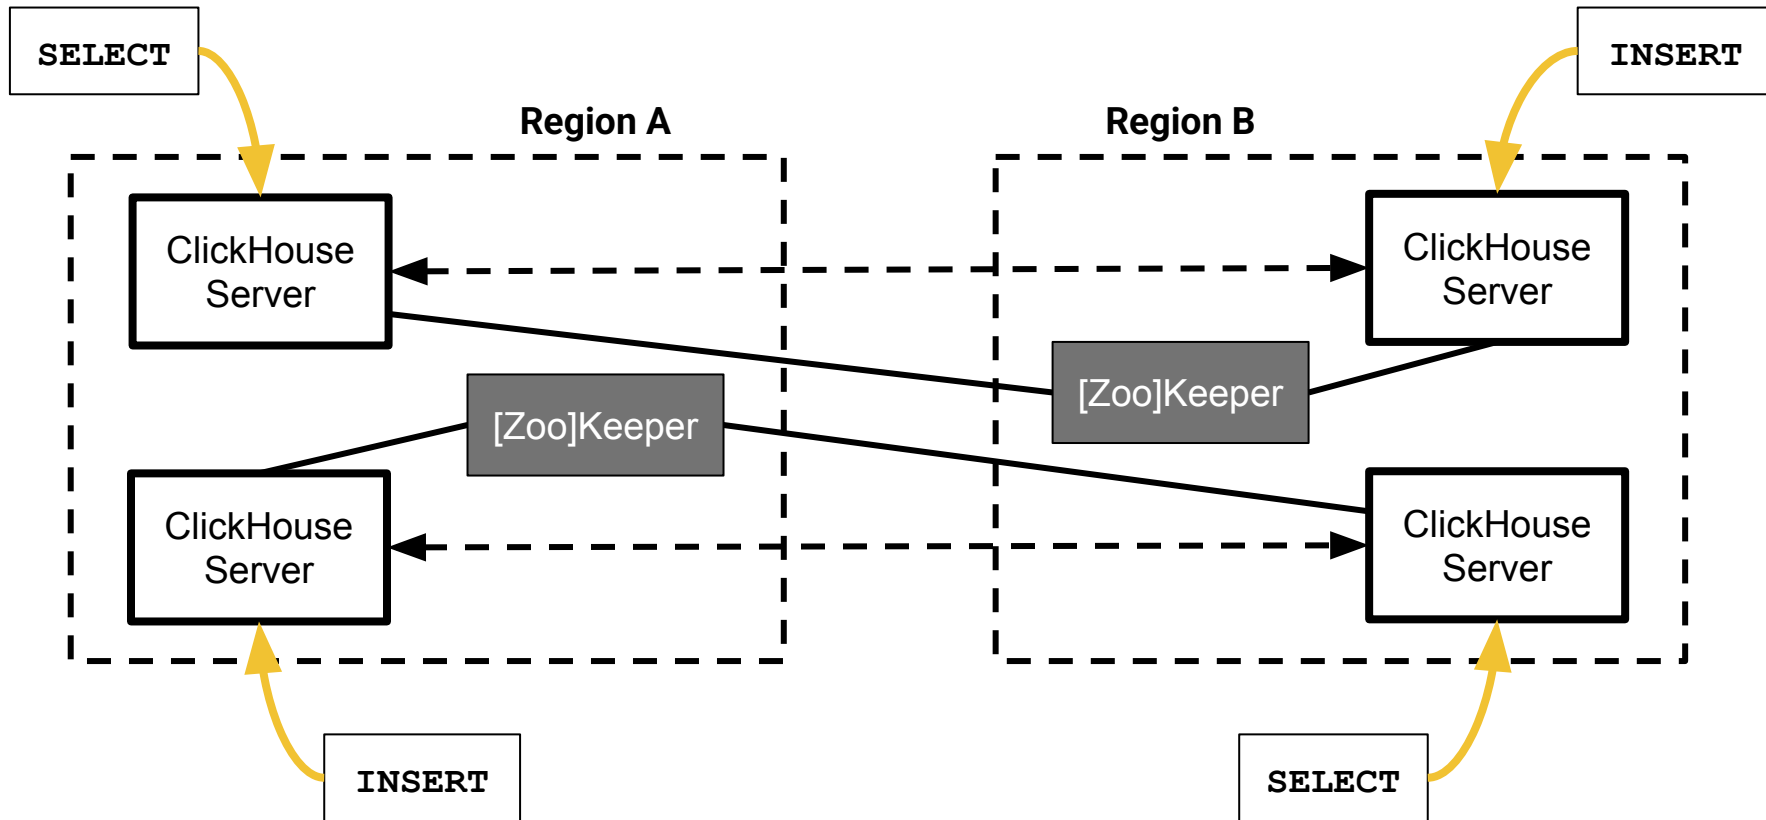 SELECT
INSERT
Region A
Region B
ClickHouse
Server
ClickHouse
Server
[Zoo]Keeper
[Zoo]Keeper
ClickHouse
Server
ClickHouse
Server
INSERT
SELECT